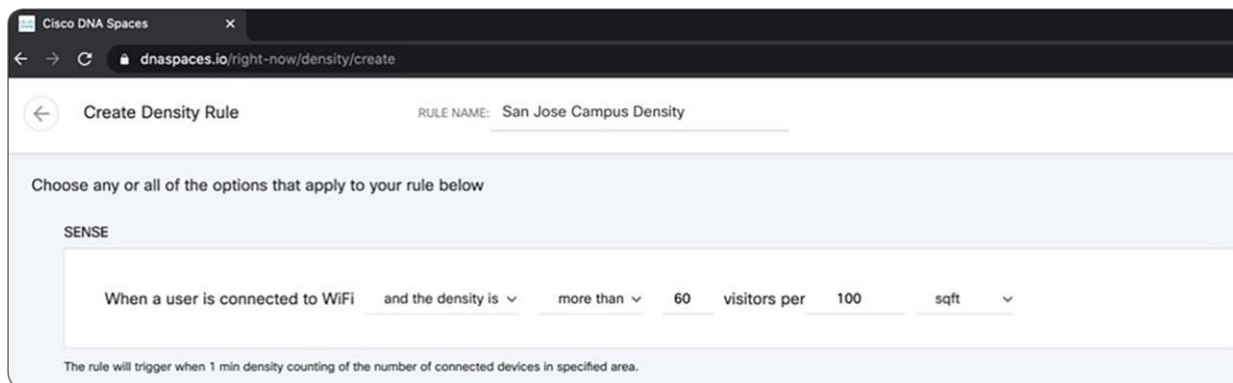 Cisco DNA Spaces
dnaspaces.io/right-now/density/create
Create Density Rule RULE NAME: San Jose Campus Density
Choose any or all of the options that apply to your rule below
SENSE
When a user is connected to WiFi and the density is more than 60 visitors per 100 sqft
The rule will trigger when 1 min density counting of the number of connected devices in specified area.